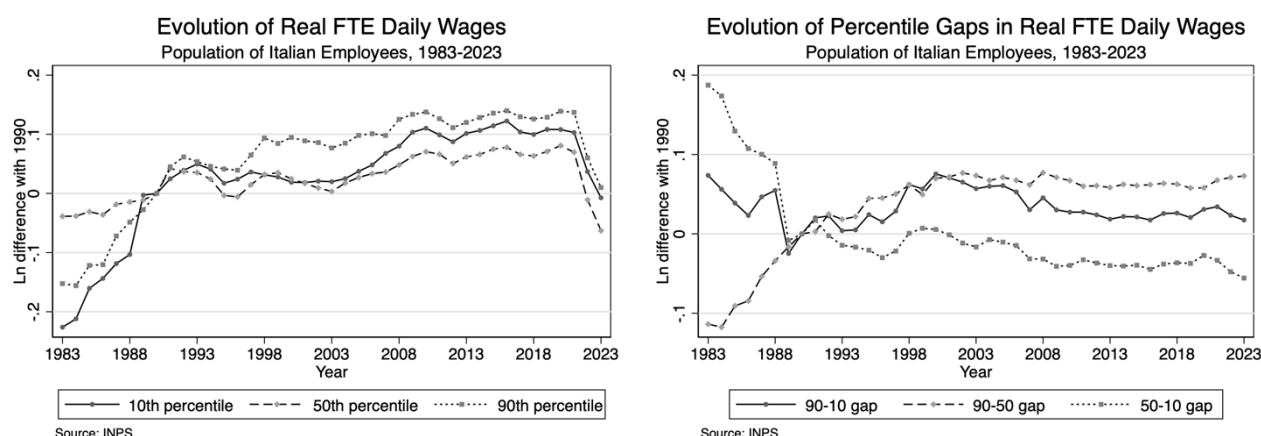 Evolution of Real FTE Daily Wages
Population of Italian Employees, 1983-2023
Ln difference with 1990
.2
.1
0
-.1
-.2
1983 1988 1993 1998 2003 2008 2013 2018 2023
Year
10th percentile 50th percentile 90th percentile
Source: INPS
Evolution of Percentile Gaps in Real FTE Daily Wages
Population of Italian Employees, 1983-2023
Ln difference with 1990
.2
.1
0
-.1
1983 1988 1993 1998 2003 2008 2013 2018 2023
Year
90-10 gap 90-50 gap 50-10 gap
Source: INPS